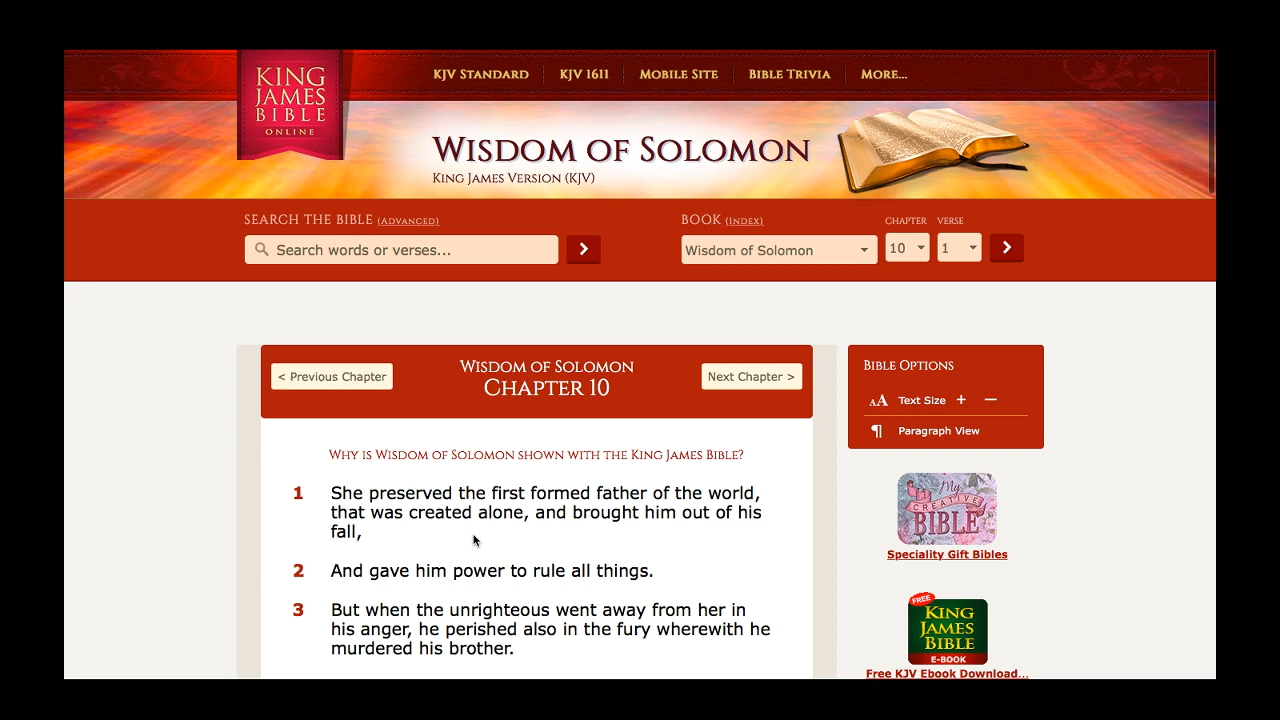 KING
JAMES
BIBLE
ONLINE
KJV STANDARD
KJV 1611
MOBILE SITE
BIBLE TRIVIA
MORE...
WISDOM OF SOLOMON
KING JAMES VERSION (KJV)
SEARCH THE BIBLE (ADVANCED)
Search words or verses...
BOOK (INDEX)
CHAPTER
VERSE
Wisdom of Solomon
10
1
< Previous Chapter
WISDOM OF SOLOMON
CHAPTER 10
Next Chapter >
WHY IS WISDOM OF SOLOMON SHOWN WITH THE KING JAMES BIBLE?
1 She preserved the first formed father of the world,
that was created alone, and brought him out of his
fall,
2 And gave him power to rule all things.
3 But when the unrighteous went away from her in
his anger, he perished also in the fury wherewith he
murdered his brother.
BIBLE OPTIONS
AA Text Size + −
¶ Paragraph View
My
CREATIVE
BIBLE
Speciality Gift Bibles
FREE
KING
JAMES
BIBLE
E-BOOK
Free KJV Ebook Download...